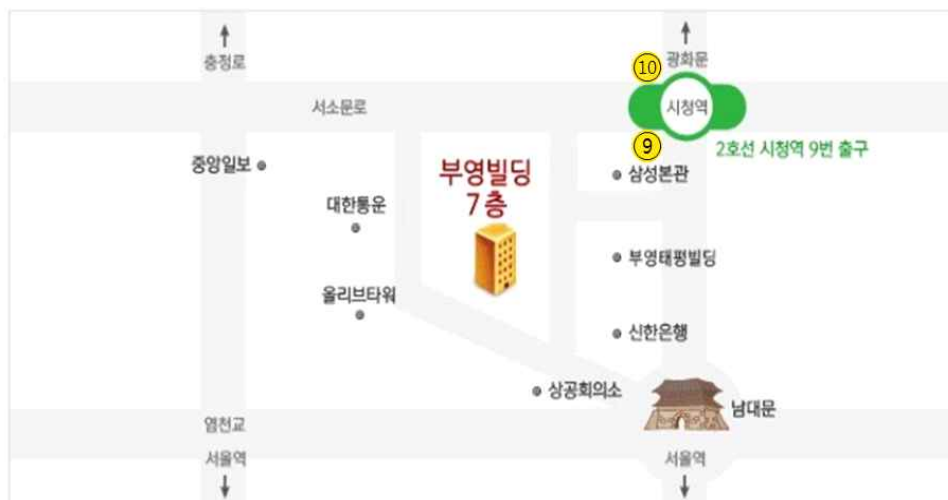 충정로
광화문
10
서소문로
시청역
9
2호선 시청역 9번 출구
중앙일보
부영빌딩
7층
삼성본관
대한통운
부영태평빌딩
올리브타워
신한은행
상공회의소
남대문
염천교
서울역
서울역